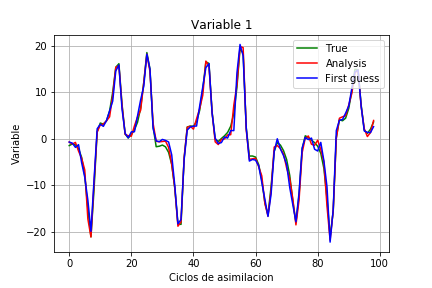 Variable 1
True
Analysis
First guess
Variable
20
10
0
−10
−20
0 20 40 60 80 100
Ciclos de asimilacion